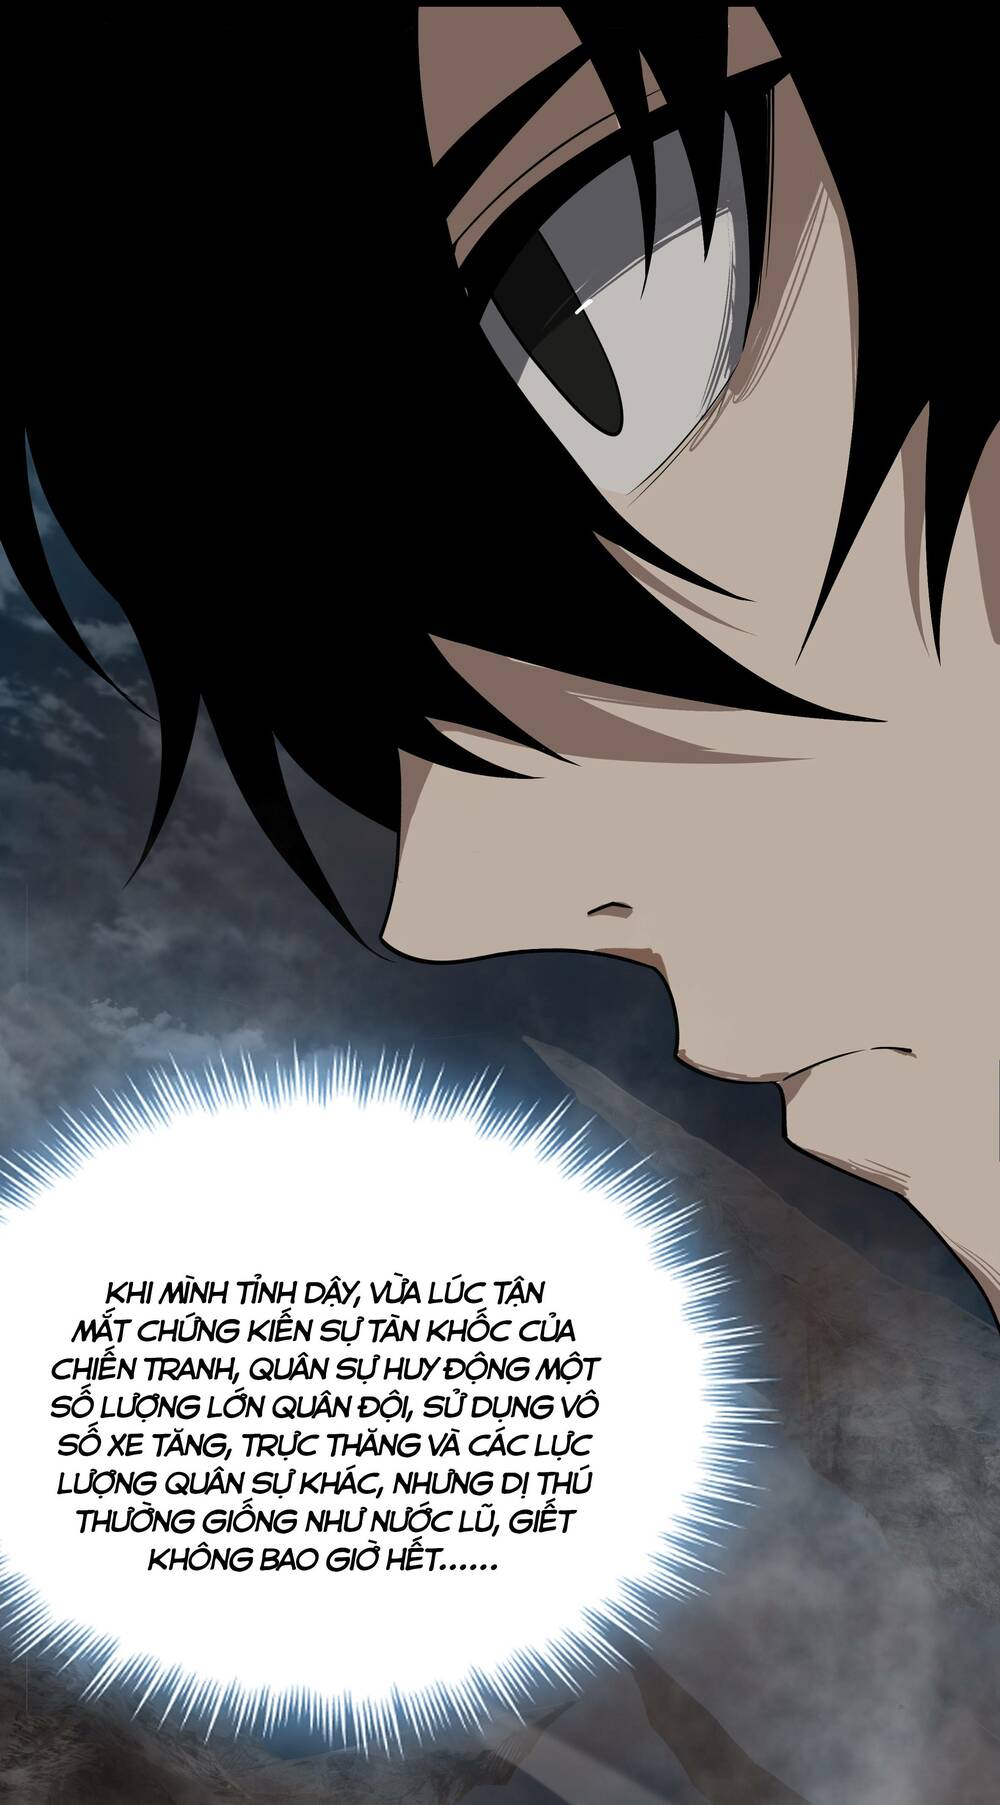 KHI MÌNH TỈNH DẬY, VỪA LÚC TẬN
MẮT CHỨNG KIẾN SỰ TÀN KHỐC CỦA
CHIẾN TRANH, QUÂN SỰ HUY ĐỘNG MỘT
SỐ LƯỢNG LỚN QUÂN ĐỘI, SỬ DỤNG VÔ
SỐ XE TĂNG, TRỰC THĂNG VÀ CÁC LỰC
LƯỢNG QUÂN SỰ KHÁC, NHƯNG DỊ THÚ
THƯỜNG GIỐNG NHƯ NƯỚC LŨ, GIẾT
KHÔNG BAO GIỜ HẾT......